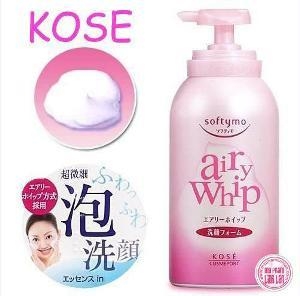 KOSE
softymo
ソフティモ
airy
whip
エアリーホイップ
洗顔フォーム
KOSÉ
COSMEPORT
超微細
エアリー
ホイップ方式
採用
ふわっ
ふわ
泡
洗顔
エッセンスin